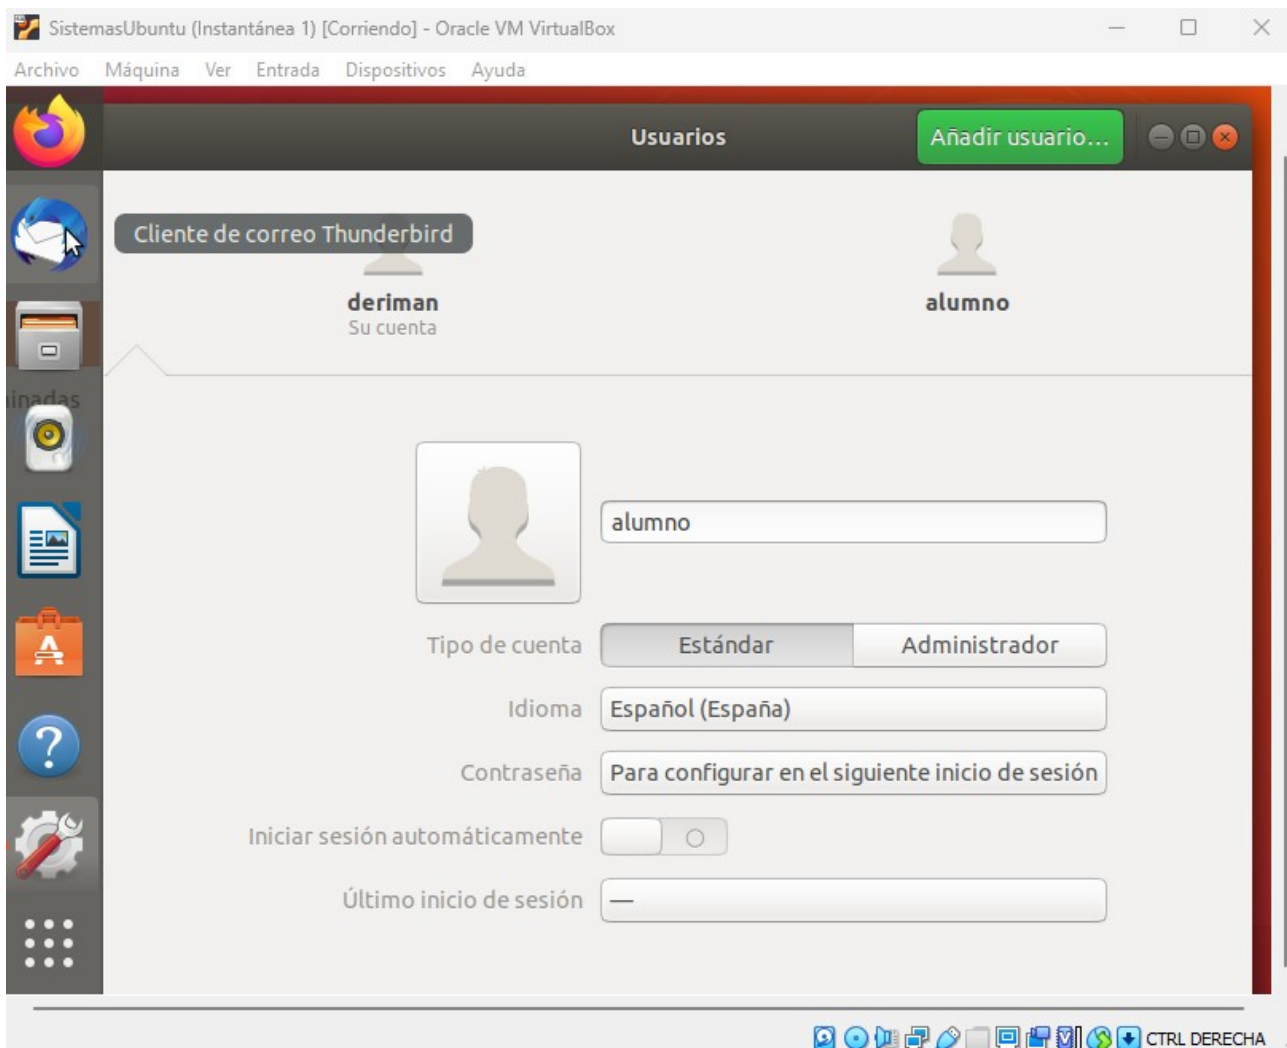 SistemasUbuntu (Instantánea 1) [Corriendo] - Oracle VM VirtualBox
Archivo Máquina Ver Entrada Dispositivos Ayuda
Usuarios
Añadir usuario...
Cliente de correo Thunderbird
deriman
Su cuenta
alumno
inadas
alumno
Tipo de cuenta
Estándar
Administrador
Idioma
Español (España)
Contraseña
Para configurar en el siguiente inicio de sesión
Iniciar sesión automáticamente
Último inicio de sesión
—
CTRL DERECHA